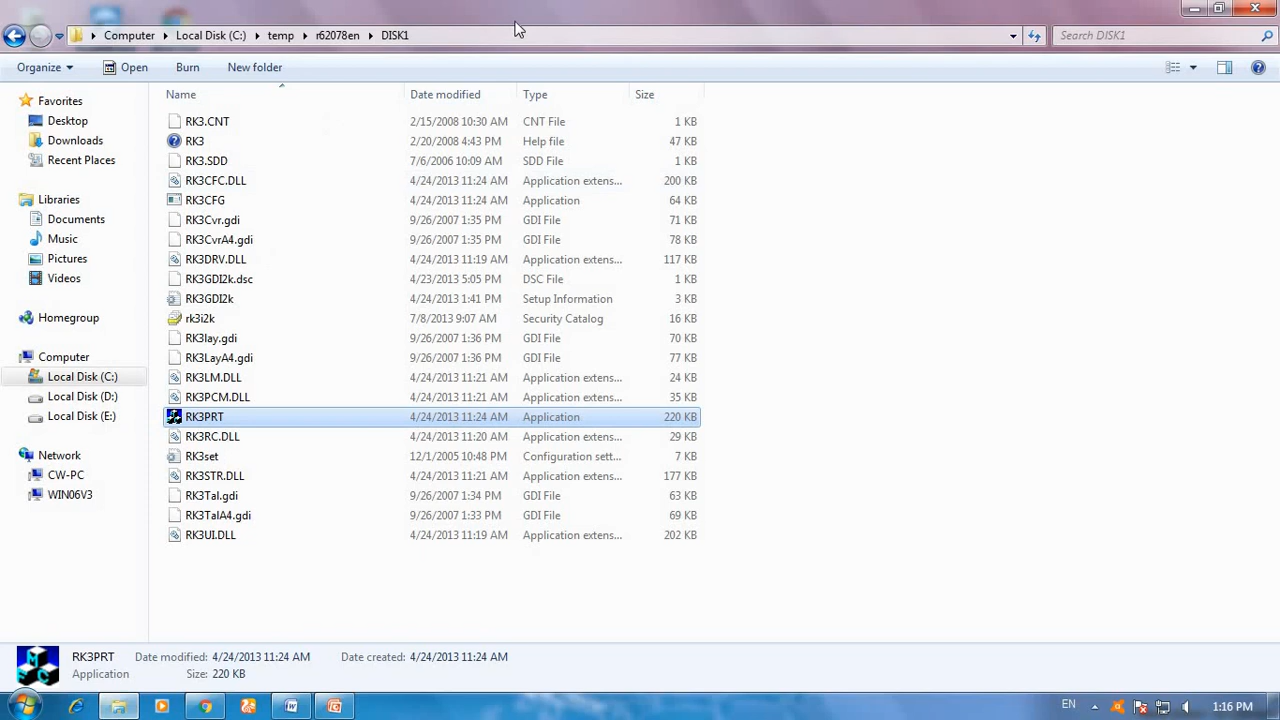 Computer Local Disk (C:) temp r62078en DISK1 Search DISK1
Organize Open Burn New folder
Name Date modified Type Size
Favorites
Desktop
Downloads
Recent Places
Libraries
Documents
Music
Pictures
Videos
Homegroup
Computer
Local Disk (C:)
Local Disk (D:)
Local Disk (E:)
Network
CW-PC
WIN06V3
RK3.CNT 2/15/2008 10:30 AM CNT File 1 KB
RK3 2/20/2008 4:43 PM Help file 47 KB
RK3.SDD 7/6/2006 10:09 AM SDD File 1 KB
RK3CFC.DLL 4/24/2013 11:24 AM Application extens... 200 KB
RK3CFG 4/24/2013 11:24 AM Application 64 KB
RK3Cvr.gdi 9/26/2007 1:35 PM GDI File 71 KB
RK3CvrA4.gdi 9/26/2007 1:35 PM GDI File 78 KB
RK3DRV.DLL 4/24/2013 11:19 AM Application extens... 117 KB
RK3GDI2k.dsc 4/23/2013 5:05 PM DSC File 1 KB
RK3GDI2k 4/24/2013 1:41 PM Setup Information 3 KB
rk3i2k 7/8/2013 9:07 AM Security Catalog 16 KB
RK3lay.gdi 9/26/2007 1:36 PM GDI File 70 KB
RK3LayA4.gdi 9/26/2007 1:36 PM GDI File 77 KB
RK3LM.DLL 4/24/2013 11:21 AM Application extens... 24 KB
RK3PCM.DLL 4/24/2013 11:21 AM Application extens... 35 KB
RK3PRT 4/24/2013 11:24 AM Application 220 KB
RK3RC.DLL 4/24/2013 11:20 AM Application extens... 29 KB
RK3set 12/1/2005 10:48 PM Configuration sett... 7 KB
RK3STR.DLL 4/24/2013 11:21 AM Application extens... 177 KB
RK3Tal.gdi 9/26/2007 1:34 PM GDI File 63 KB
RK3TalA4.gdi 9/26/2007 1:33 PM GDI File 69 KB
RK3UI.DLL 4/24/2013 11:19 AM Application extens... 202 KB
RK3PRT Date modified: 4/24/2013 11:24 AM Date created: 4/24/2013 11:24 AM
Application Size: 220 KB
EN 1:16 PM